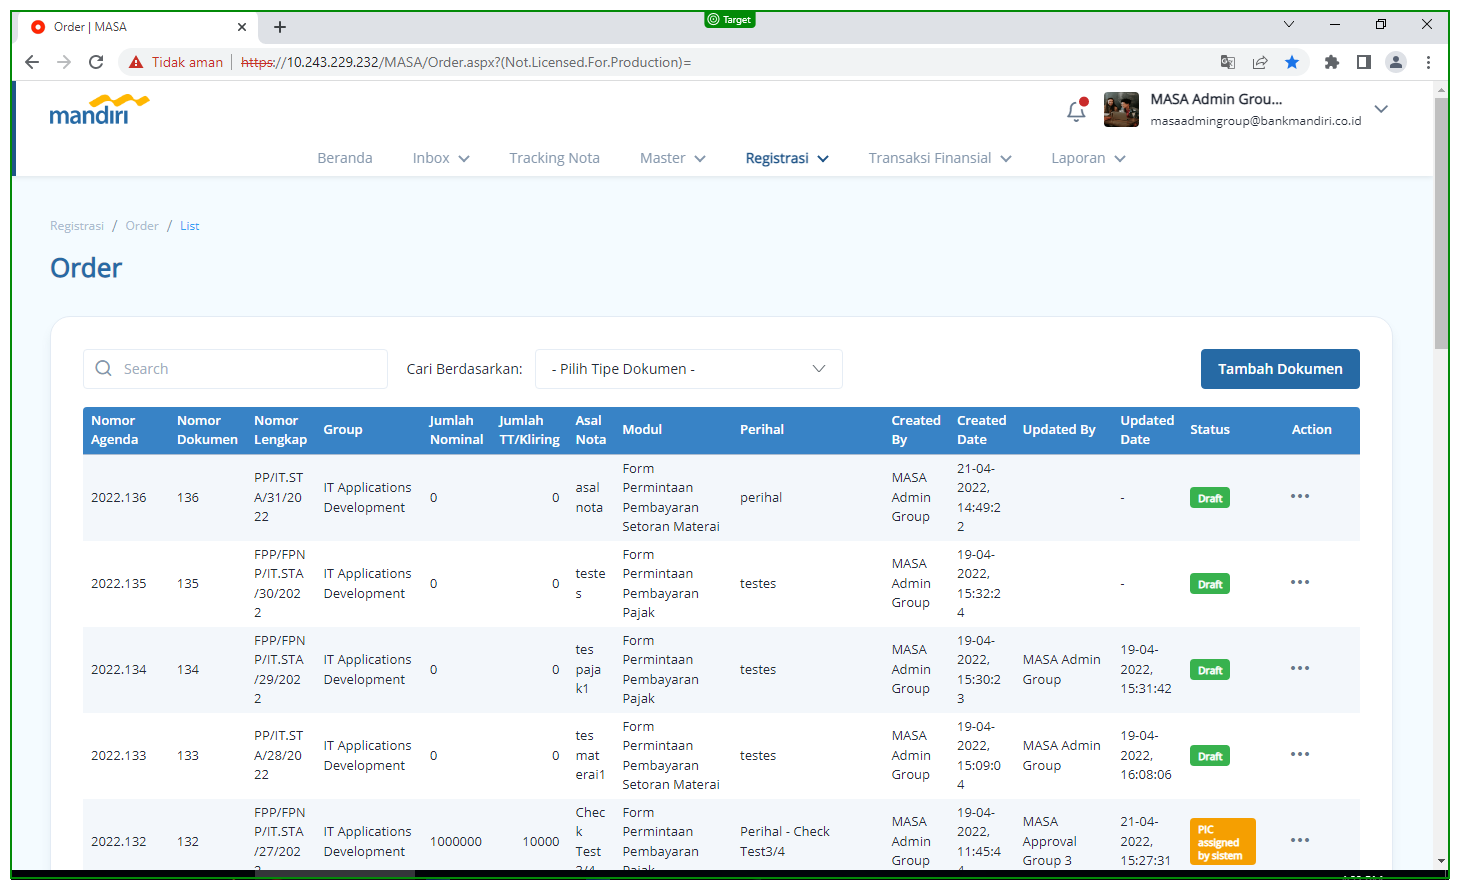 Order | MASA
Target
Tidak aman | https://10.243.229.232/MASA/Order.aspx?(Not.Licensed.For.Production)=
mandiri
MASA Admin Grou...
masaadmingroup@bankmandiri.co.id
Beranda Inbox Tracking Nota Master Registrasi Transaksi Finansial Laporan
Registrasi / Order / List
Order
Search Cari Berdasarkan: - Pilih Tipe Dokumen - Tambah Dokumen
Nomor Agenda Nomor Dokumen Nomor Lengkap Group Jumlah Nominal Jumlah TT/Kliring Asal Nota Modul Perihal Created By Created Date Updated By Updated Date Status Action
2022.136 136 PP/IT.STA/31/2022 IT Applications Development 0 0 asal nota Form Permintaan Pembayaran Setoran Materai perihal MASA Admin Group 21-04-2022, 14:49:22 - Draft
2022.135 135 FPP/FPNP/IT.STA/30/2022 IT Applications Development 0 0 testes Form Permintaan Pembayaran Pajak testes MASA Admin Group 19-04-2022, 15:32:24 - Draft
2022.134 134 FPP/FPNP/IT.STA/29/2022 IT Applications Development 0 0 tes pajak1 Form Permintaan Pembayaran Pajak testes MASA Admin Group 19-04-2022, 15:30:23 MASA Admin Group 19-04-2022, 15:31:42 Draft
2022.133 133 PP/IT.STA/28/2022 IT Applications Development 0 0 tes materai1 Form Permintaan Pembayaran Setoran Materai testes MASA Admin Group 19-04-2022, 15:09:04 MASA Admin Group 19-04-2022, 16:08:06 Draft
2022.132 132 FPP/FPNP/IT.STA/27/202 IT Applications Development 1000000 10000 Check Test Form Permintaan Pembayaran Perihal - Check Test3/4 MASA Admin Group 19-04-2022, 11:45:4 MASA Approval Group 3 21-04-2022, 15:27:31 PIC assigned by sistem